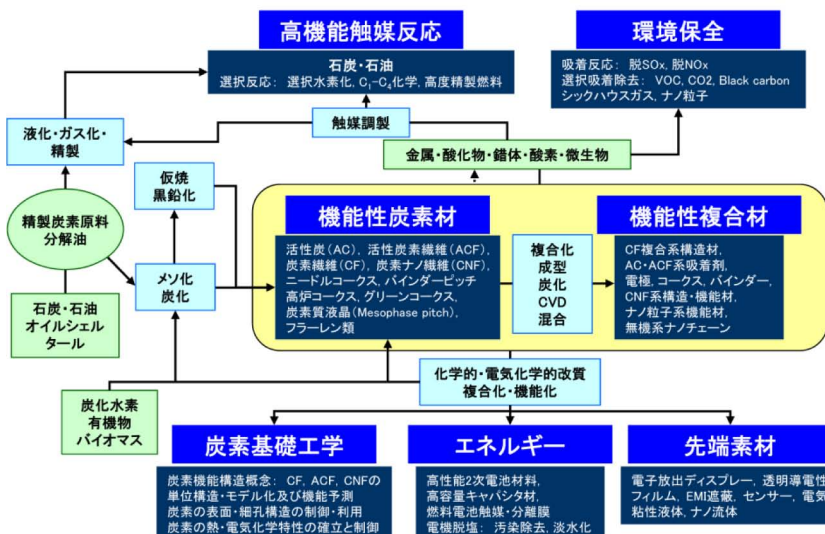 高機能触媒反応
石炭・石油
選択反応： 選択水素化, C₁-C₄化学, 高度精製燃料
環境保全
吸着反応： 脱SOx, 脱NOx
選択吸着除去： VOC, CO2, Black carbon
シックハウスガス, ナノ粒子
液化・ガス化・
精製
触媒調製
金属・酸化物・錯体・酸素・微生物
仮焼
黒鉛化
精製炭素原料
分解油
メソ化
炭化
石炭・石油
オイルシェル
タール
機能性炭素材
活性炭(AC), 活性炭素繊維(ACF),
炭素繊維(CF), 炭素ナノ繊維(CNF),
ニードルコークス, バインダーピッチ
高炉コークス, グリーンコークス,
炭素質液晶(Mesophase pitch),
フラーレン類
複合化
成型
炭化
CVD
混合
機能性複合材
CF複合系構造材,
AC・ACF系吸着剤,
電極, コークス, バインダー,
CNF系構造・機能材,
ナノ粒子系機能材,
無機系ナノチェーン
化学的・電気化学的改質
複合化・機能化
炭化水素
有機物
バイオマス
炭素基礎工学
炭素機能構造概念： CF, ACF, CNFの
単位構造・モデル化及び機能予測
炭素の表面・細孔構造の制御・利用
炭素の熱・電気化学特性の確立と制御
エネルギー
高性能2次電池材料,
高容量キャパシタ材,
燃料電池触媒・分離膜
電機脱塩： 汚染除去, 淡水化
先端素材
電子放出ディスプレー, 透明導電性
フィルム, EMI遮蔽, センサー, 電気
粘性液体, ナノ流体